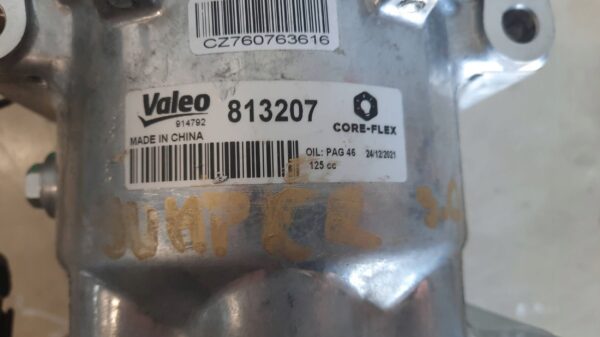 CZ760763616
Valeo 813207
914792
CORE-FLEX
MADE IN CHINA
OIL: PAG 46 24/12/2021
125 cc
JUMPER